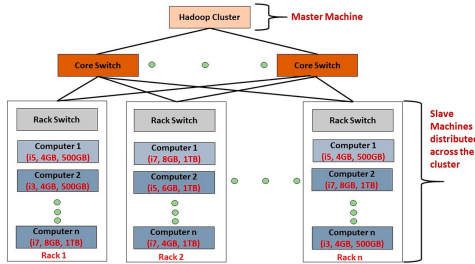 Hadoop Cluster
Master Machine
Core Switch
Core Switch
Rack Switch
Computer 1
(i5, 4GB, 500GB)
Computer 2
(i3, 4GB, 500GB)
Computer n
(i7, 8GB, 1TB)
Rack 1
Rack Switch
Computer 1
(i7, 8GB, 1TB)
Computer 2
(i5, 6GB, 1TB)
Computer n
(i7, 4GB, 1TB)
Rack 2
Rack Switch
Computer 1
(i5, 4GB, 500GB)
Computer 2
(i7, 8GB, 1TB)
Computer n
(i3, 4GB, 500GB)
Rack n
Slave
Machines
distributed
across the
cluster